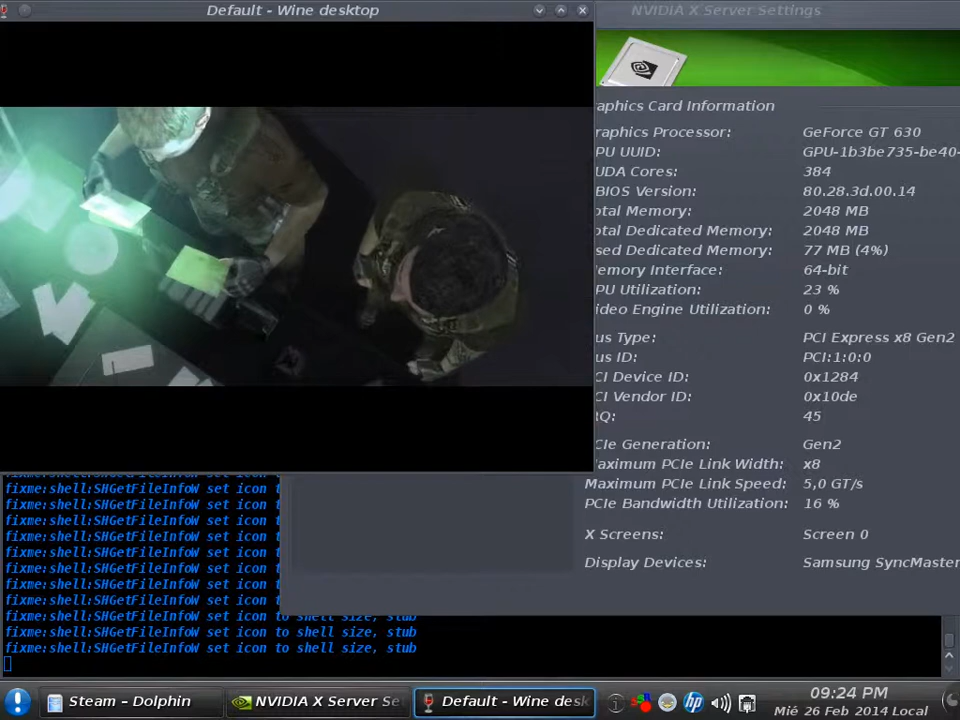 Default - Wine desktop
NVIDIA X Server Settings
raphics Card Information
raphics Processor: GeForce GT 630
PU UUID: GPU-1b3be735-be40-
UDA Cores: 384
BIOS Version: 80.28.3d.00.14
otal Memory: 2048 MB
otal Dedicated Memory: 2048 MB
sed Dedicated Memory: 77 MB (4%)
emory Interface: 64-bit
PU Utilization: 23 %
ideo Engine Utilization: 0 %
us Type: PCI Express x8 Gen2
us ID: PCI:1:0:0
CI Device ID: 0x1284
CI Vendor ID: 0x10de
RQ: 45
CIe Generation: Gen2
Maximum PCIe Link Width: x8
Maximum PCIe Link Speed: 5,0 GT/s
PCIe Bandwidth Utilization: 16 %
X Screens: Screen 0
Display Devices: Samsung SyncMaster
fixme:shell:SHGetFileInfoW set icon t
fixme:shell:SHGetFileInfoW set icon t
fixme:shell:SHGetFileInfoW set icon t
fixme:shell:SHGetFileInfoW set icon t
fixme:shell:SHGetFileInfoW set icon t
fixme:shell:SHGetFileInfoW set icon t
fixme:shell:SHGetFileInfoW set icon t
fixme:shell:SHGetFileInfoW set icon t
fixme:shell:SHGetFileInfoW set icon to shell size, stub
fixme:shell:SHGetFileInfoW set icon to shell size, stub
fixme:shell:SHGetFileInfoW set icon to shell size, stub
Steam - Dolphin
NVIDIA X Server Se
Default - Wine desk
hp
09:24 PM
Mié 26 Feb 2014 Local